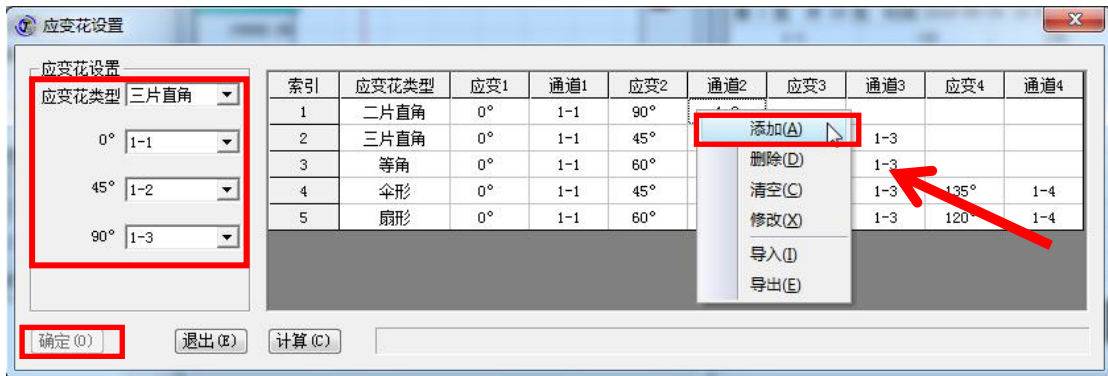 应变花设置
应变花设置
应变花类型 三片直角
0° 1-1
45° 1-2
90° 1-3
索引 应变花类型 应变1 通道1 应变2 通道2 应变3 通道3 应变4 通道4
1 二片直角 0° 1-1 90°
2 三片直角 0° 1-1 45° 1-3
3 等角 0° 1-1 60° 1-3
4 伞形 0° 1-1 45° 1-3 135° 1-4
5 扇形 0° 1-1 60° 1-3 120° 1-4
添加(A)
删除(D)
清空(C)
修改(X)
导入(I)
导出(E)
确定(O) 退出(E) 计算(C)